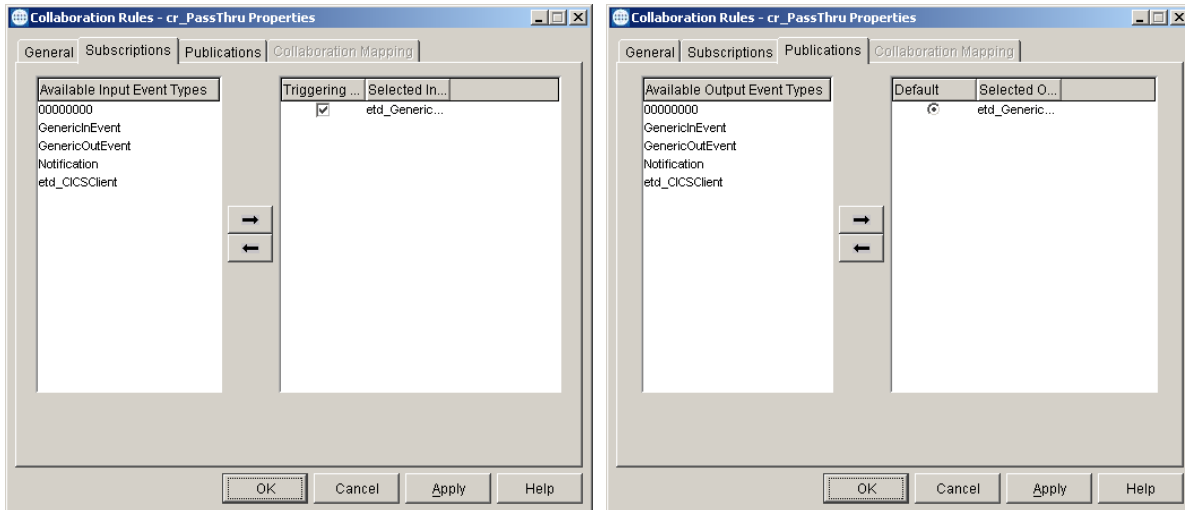 Collaboration Rules - cr_PassThru Properties
General Subscriptions Publications Collaboration Mapping
Available Input Event Types
00000000
GenericInEvent
GenericOutEvent
Notification
etd_CICSClient
Triggering ... Selected In...
etd_Generic...
OK Cancel Apply Help
Collaboration Rules - cr_PassThru Properties
General Subscriptions Publications Collaboration Mapping
Available Output Event Types
00000000
GenericInEvent
GenericOutEvent
Notification
etd_CICSClient
Default Selected O...
etd_Generic...
OK Cancel Apply Help